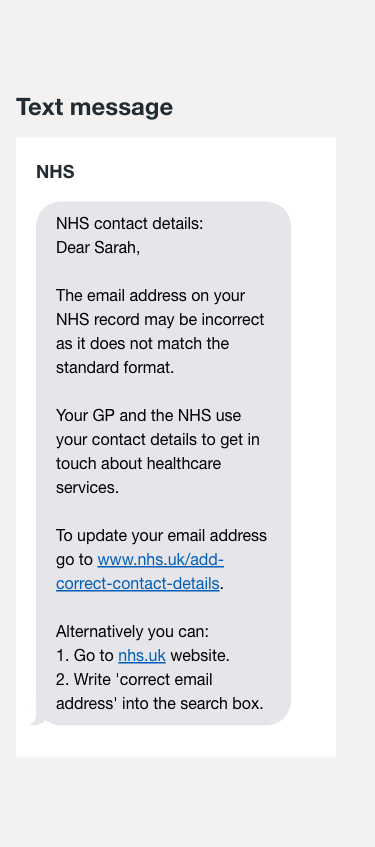 Text message
NHS
NHS contact details:
Dear Sarah,
The email address on your
NHS record may be incorrect
as it does not match the
standard format.
Your GP and the NHS use
your contact details to get in
touch about healthcare
services.
To update your email address
go to www.nhs.uk/add-
correct-contact-details.
Alternatively you can:
1. Go to nhs.uk website.
2. Write 'correct email
address' into the search box.